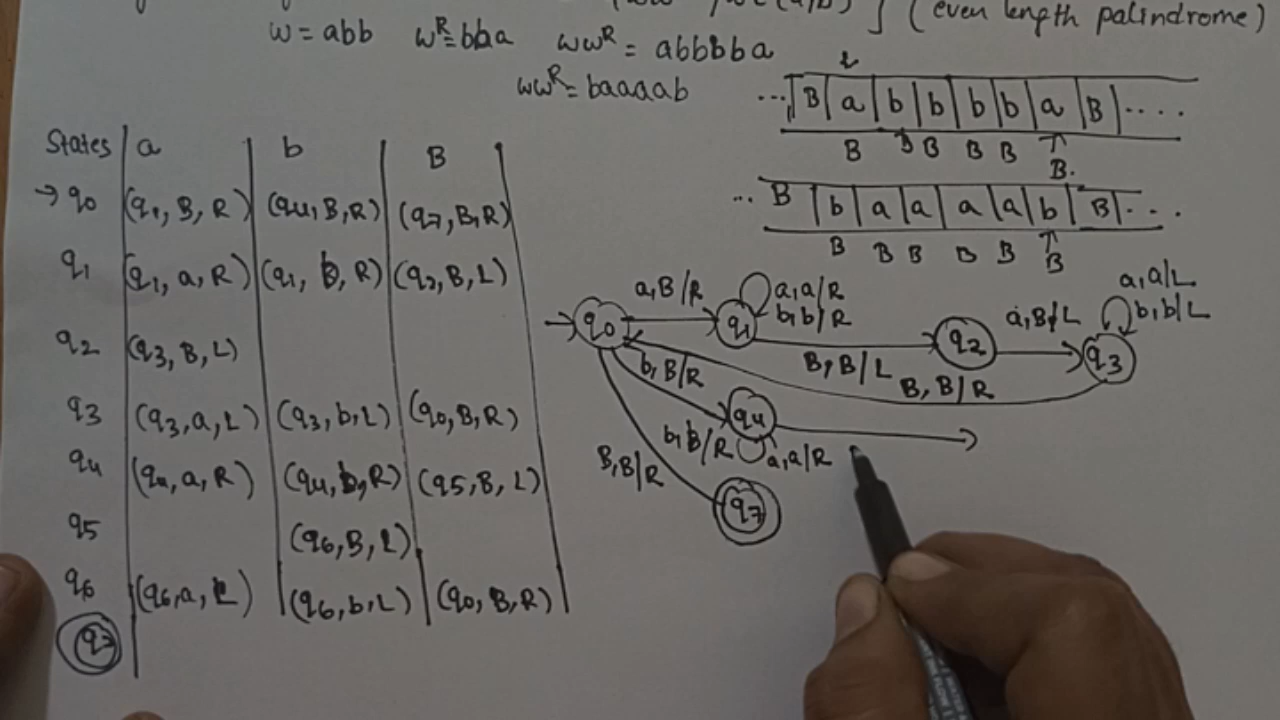 (even length palindrome)
w = abb w^R = bba ww^R = abbbba
ww^R = baaaab
... B a b b b b a B ....
B B B B B B.
... B b a a a a b B ...
B B B B B B
States a b B
→ q0 (q1, B, R) (q4, B, R) (q7, B, R)
q1 (q1, a, R) (q1, b, R) (q2, B, L)
q2 (q3, B, L)
q3 (q3, a, L) (q3, b, L) (q0, B, R)
q4 (q4, a, R) (q4, b, R) (q5, B, L)
q5 (q6, B, L)
q6 (q6, a, L) (q6, b, L) (q0, B, R)
q7
a, a/L
a, B/R a, a/R b, b/L
b, b/R a, B/L
q0 q1 q2 q3
B, B/L
b, B/R B, B/R
q4
b, b/R a, a/R
B, B/R
q7